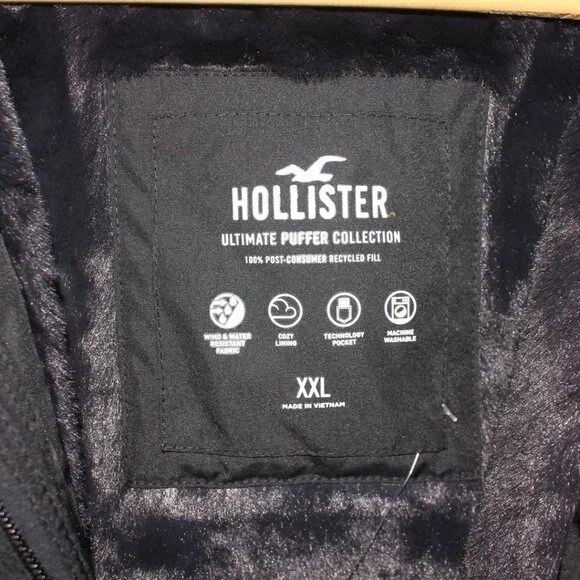 HOLLISTER
ULTIMATE PUFFER COLLECTION
100% POST-CONSUMER RECYCLED FILL
WIND & WATER
RESISTANT
FABRIC
COZY
LINING
TECHNOLOGY
POCKET
MACHINE
WASHABLE
XXL
MADE IN VIETNAM